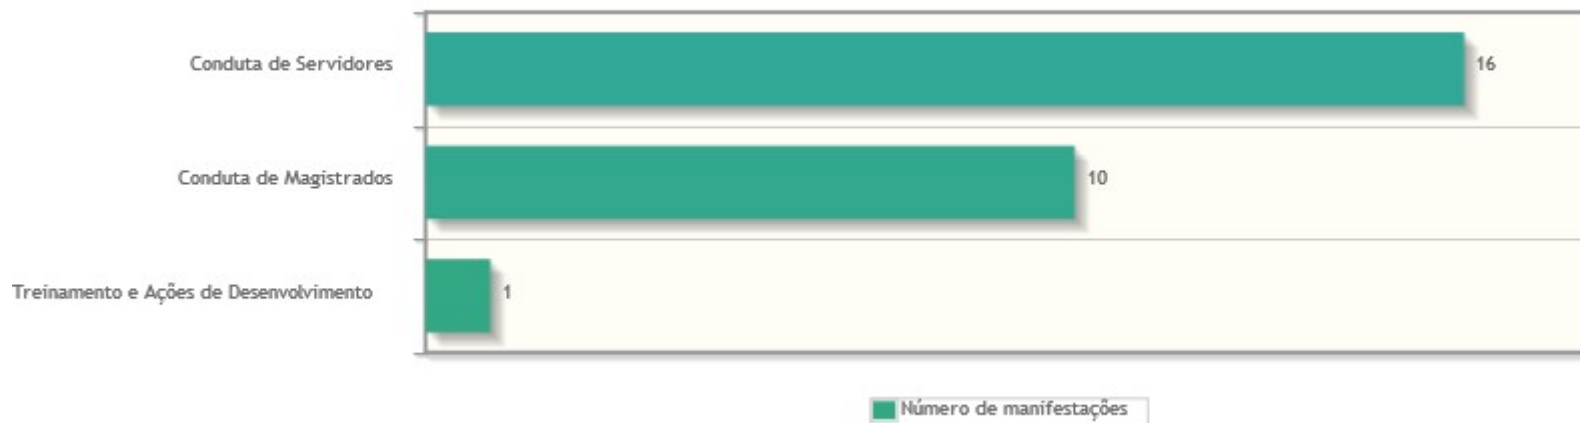 Conduta de Servidores
16
Conduta de Magistrados
10
Treinamento e Ações de Desenvolvimento
1
Número de manifestações